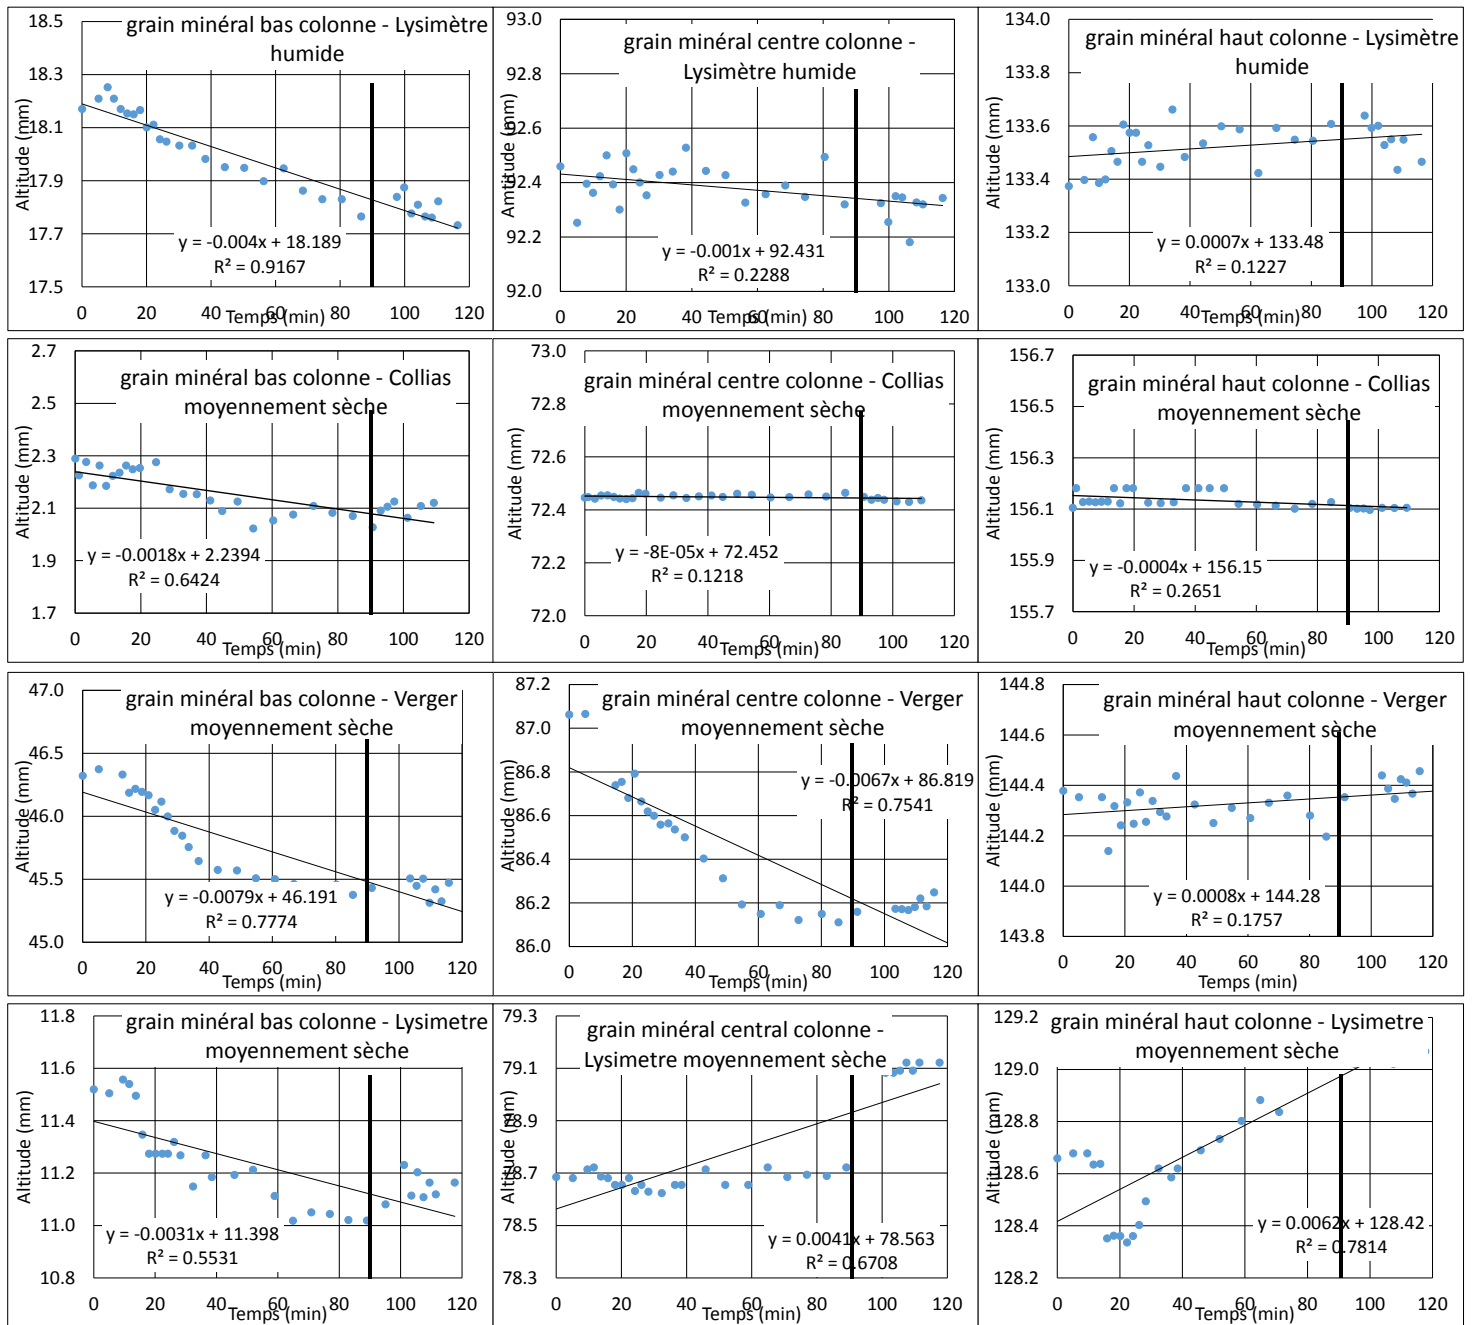 grain minéral bas colonne - Lysimètre
humide
18.5
18.3
18.1
17.9
17.7
17.5
Altitude (mm)
y = -0.004x + 18.189
R² = 0.9167
0 20 40 60 80 100 120
Temps (min)
grain minéral centre colonne -
Lysimètre humide
93.0
92.8
92.6
92.4
92.2
92.0
Amtitude (mm)
y = -0.001x + 92.431
R² = 0.2288
0 20 40 60 80 100 120
Temps (min)
grain minéral haut colonne - Lysimètre
humide
134.0
133.8
133.6
133.4
133.2
133.0
Altitude (mm)
y = 0.0007x + 133.48
R² = 0.1227
0 20 40 60 80 100 120
Temps (min)
grain minéral bas colonne - Collias
moyennement sèche
2.7
2.5
2.3
2.1
1.9
1.7
Altitude (mm)
y = -0.0018x + 2.2394
R² = 0.6424
0 20 40 60 80 100 120
Temps (min)
grain minéral centre colonne - Collias
moyennement sèche
73.0
72.8
72.6
72.4
72.2
72.0
Altitude (mm)
y = -8E-05x + 72.452
R² = 0.1218
0 20 40 60 80 100 120
Temps (min)
grain minéral haut colonne - Collias
moyennement sèche
156.7
156.5
156.3
156.1
155.9
155.7
Altitude (mm)
y = -0.0004x + 156.15
R² = 0.2651
0 20 40 60 80 100 120
Temps (min)
grain minéral bas colonne - Verger
moyennement sèche
47.0
46.5
46.0
45.5
45.0
Altitude (mm)
y = -0.0079x + 46.191
R² = 0.7774
0 20 40 60 80 100 120
Temps (min)
grain minéral centre colonne - Verger
moyennement sèche
87.2
87.0
86.8
86.6
86.4
86.2
86.0
Altitude (mm)
y = -0.0067x + 86.819
R² = 0.7541
0 20 40 60 80 100 120
Temps (min)
grain minéral haut colonne - Verger
moyennement sèche
144.8
144.6
144.4
144.2
144.0
143.8
Altitude (mm)
y = 0.0008x + 144.28
R² = 0.1757
0 20 40 60 80 100 120
Temps (min)
grain minéral bas colonne - Lysimetre
moyennement sèche
11.8
11.6
11.4
11.2
11.0
10.8
Altitude (mm)
y = -0.0031x + 11.398
R² = 0.5531
0 20 40 60 80 100 120
Temps (min)
grain minéral central colonne -
Lysimetre moyennement sèche
79.3
79.1
78.9
78.7
78.5
78.3
Altitude (mm)
y = 0.0041x + 78.563
R² = 0.6708
0 20 40 60 80 100 120
Temps (min)
grain minéral haut colonne - Lysimetre
moyennement sèche
129.2
129.0
128.8
128.6
128.4
128.2
Altitude (mm)
y = 0.0062x + 128.42
R² = 0.7814
0 20 40 60 80 100 120
Temps (min)